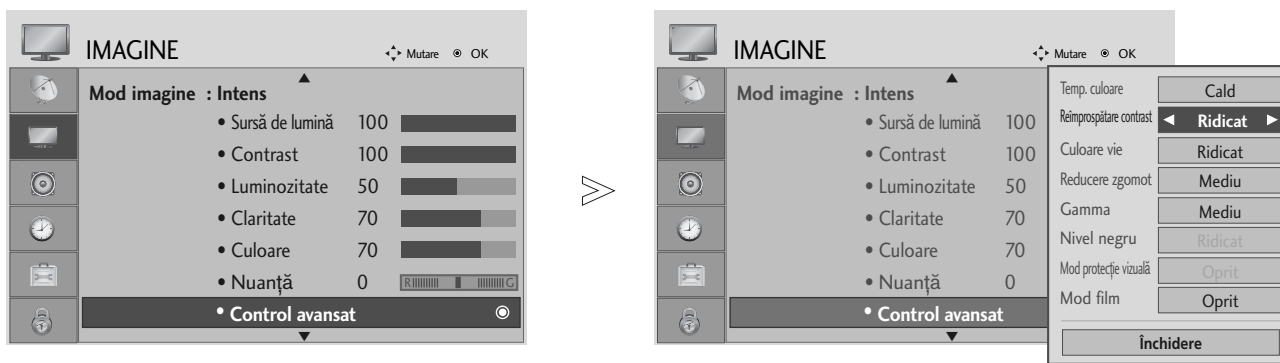 IMAGINE
Mutare OK
Mod imagine : Intens
• Sursă de lumină 100
• Contrast 100
• Luminozitate 50
• Claritate 70
• Culoare 70
• Nuanță 0 R G
• Control avansat
IMAGINE
Mutare OK
Mod imagine : Intens
• Sursă de lumină 100
• Contrast 100
• Luminozitate 50
• Claritate 70
• Culoare 70
• Nuanță 0
• Control avansat
Temp. culoare Cald
Reîmprospătare contrast Ridicat
Culoare vie Ridicat
Reducere zgomot Mediu
Gamma Mediu
Nivel negru Ridicat
Mod protecție vizuală Oprit
Mod film Oprit
Închidere